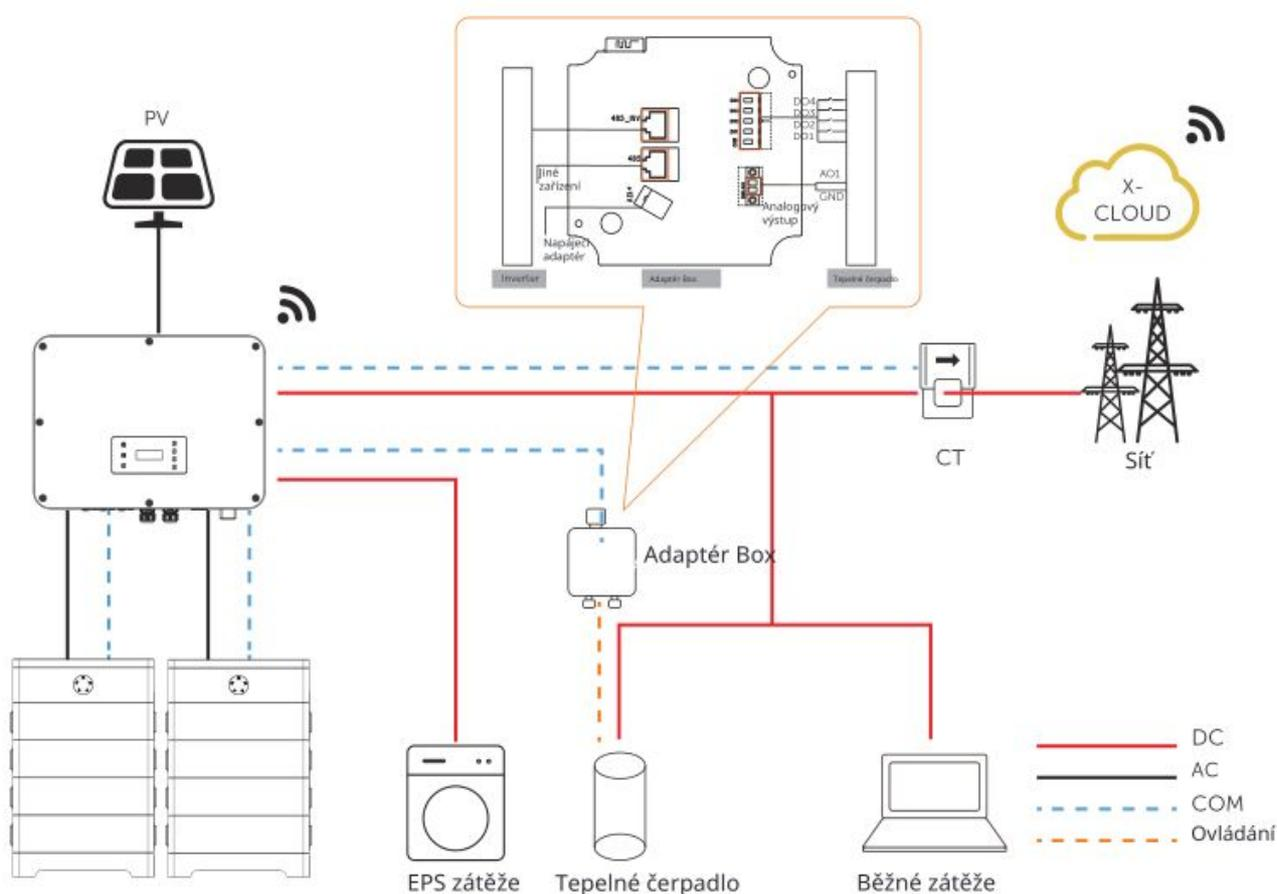 PV
485_INV
485
Jiné
zařízení
Napájecí
adaptér
DO4
DO3
DO2
DO1
AO1
GND
Analogový
výstup
Invertor
Adaptér Box
Tepelné čerpadlo
X-
CLOUD
CT
Síť
Adaptér Box
EPS zátěže
Tepelné čerpadlo
Běžné zátěže
DC
AC
COM
Ovládání